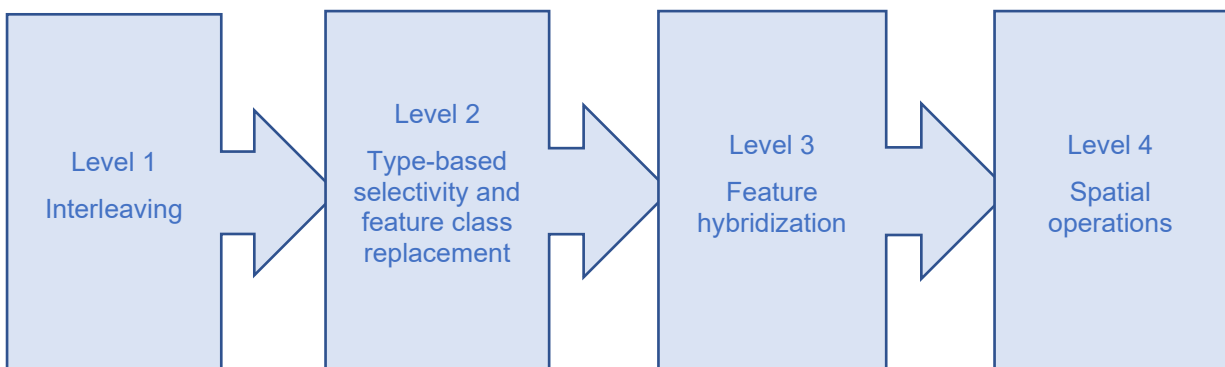 Level 1
Interleaving
Level 2
Type-based
selectivity and
feature class
replacement
Level 3
Feature
hybridization
Level 4
Spatial
operations